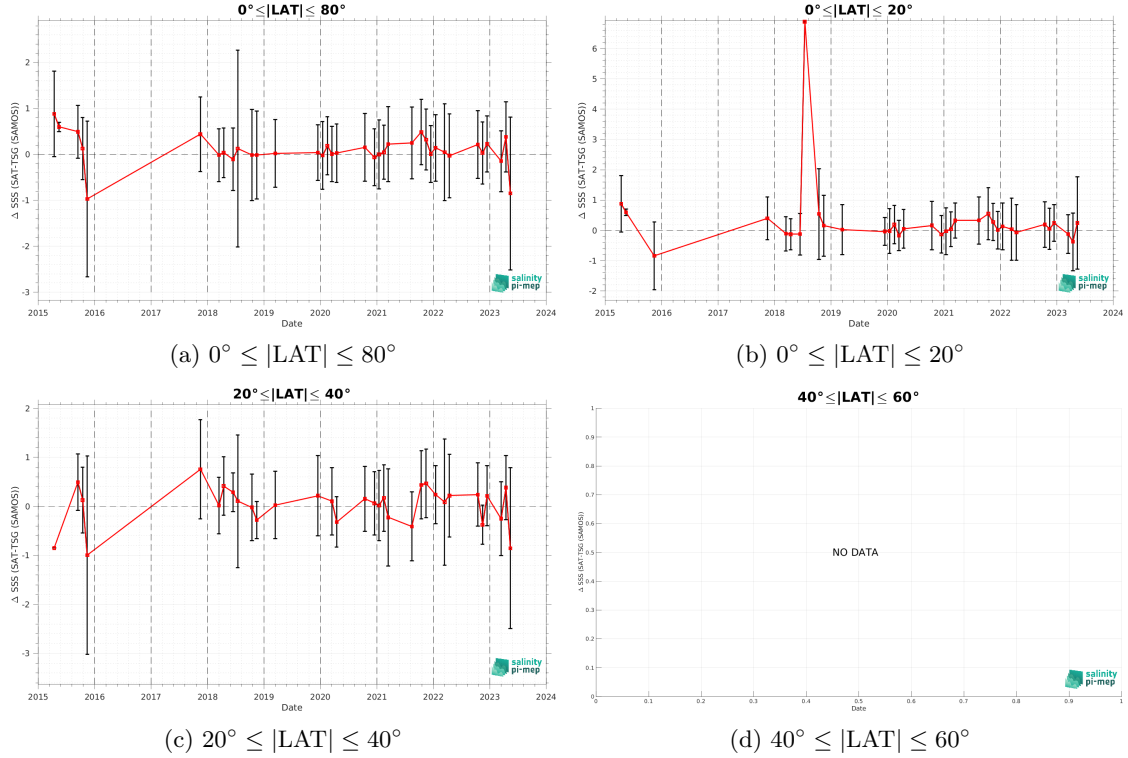 0°≤|LAT|≤ 80°
Δ SSS (SAT-TSG (SAMOS))
2
1
0
-1
-2
-3
2015 2016 2017 2018 2019 2020 2021 2022 2023 2024
Date
salinity
pi-mep
(a) 0° ≤ |LAT| ≤ 80°
0°≤|LAT|≤ 20°
Δ SSS (SAT-TSG (SAMOS))
6
5
4
3
2
1
0
-1
-2
2015 2016 2017 2018 2019 2020 2021 2022 2023 2024
Date
salinity
pi-mep
(b) 0° ≤ |LAT| ≤ 20°
20°≤|LAT|≤ 40°
Δ SSS (SAT-TSG (SAMOS))
2
1
0
-1
-2
-3
2015 2016 2017 2018 2019 2020 2021 2022 2023 2024
Date
salinity
pi-mep
(c) 20° ≤ |LAT| ≤ 40°
40°≤|LAT|≤ 60°
Δ SSS (SAT-TSG (SAMOS))
1
0.9
0.8
0.7
0.6
0.5
0.4
0.3
0.2
0.1
0
NO DATA
0 0.1 0.2 0.3 0.4 0.5 0.6 0.7 0.8 0.9 1
Date
salinity
pi-mep
(d) 40° ≤ |LAT| ≤ 60°